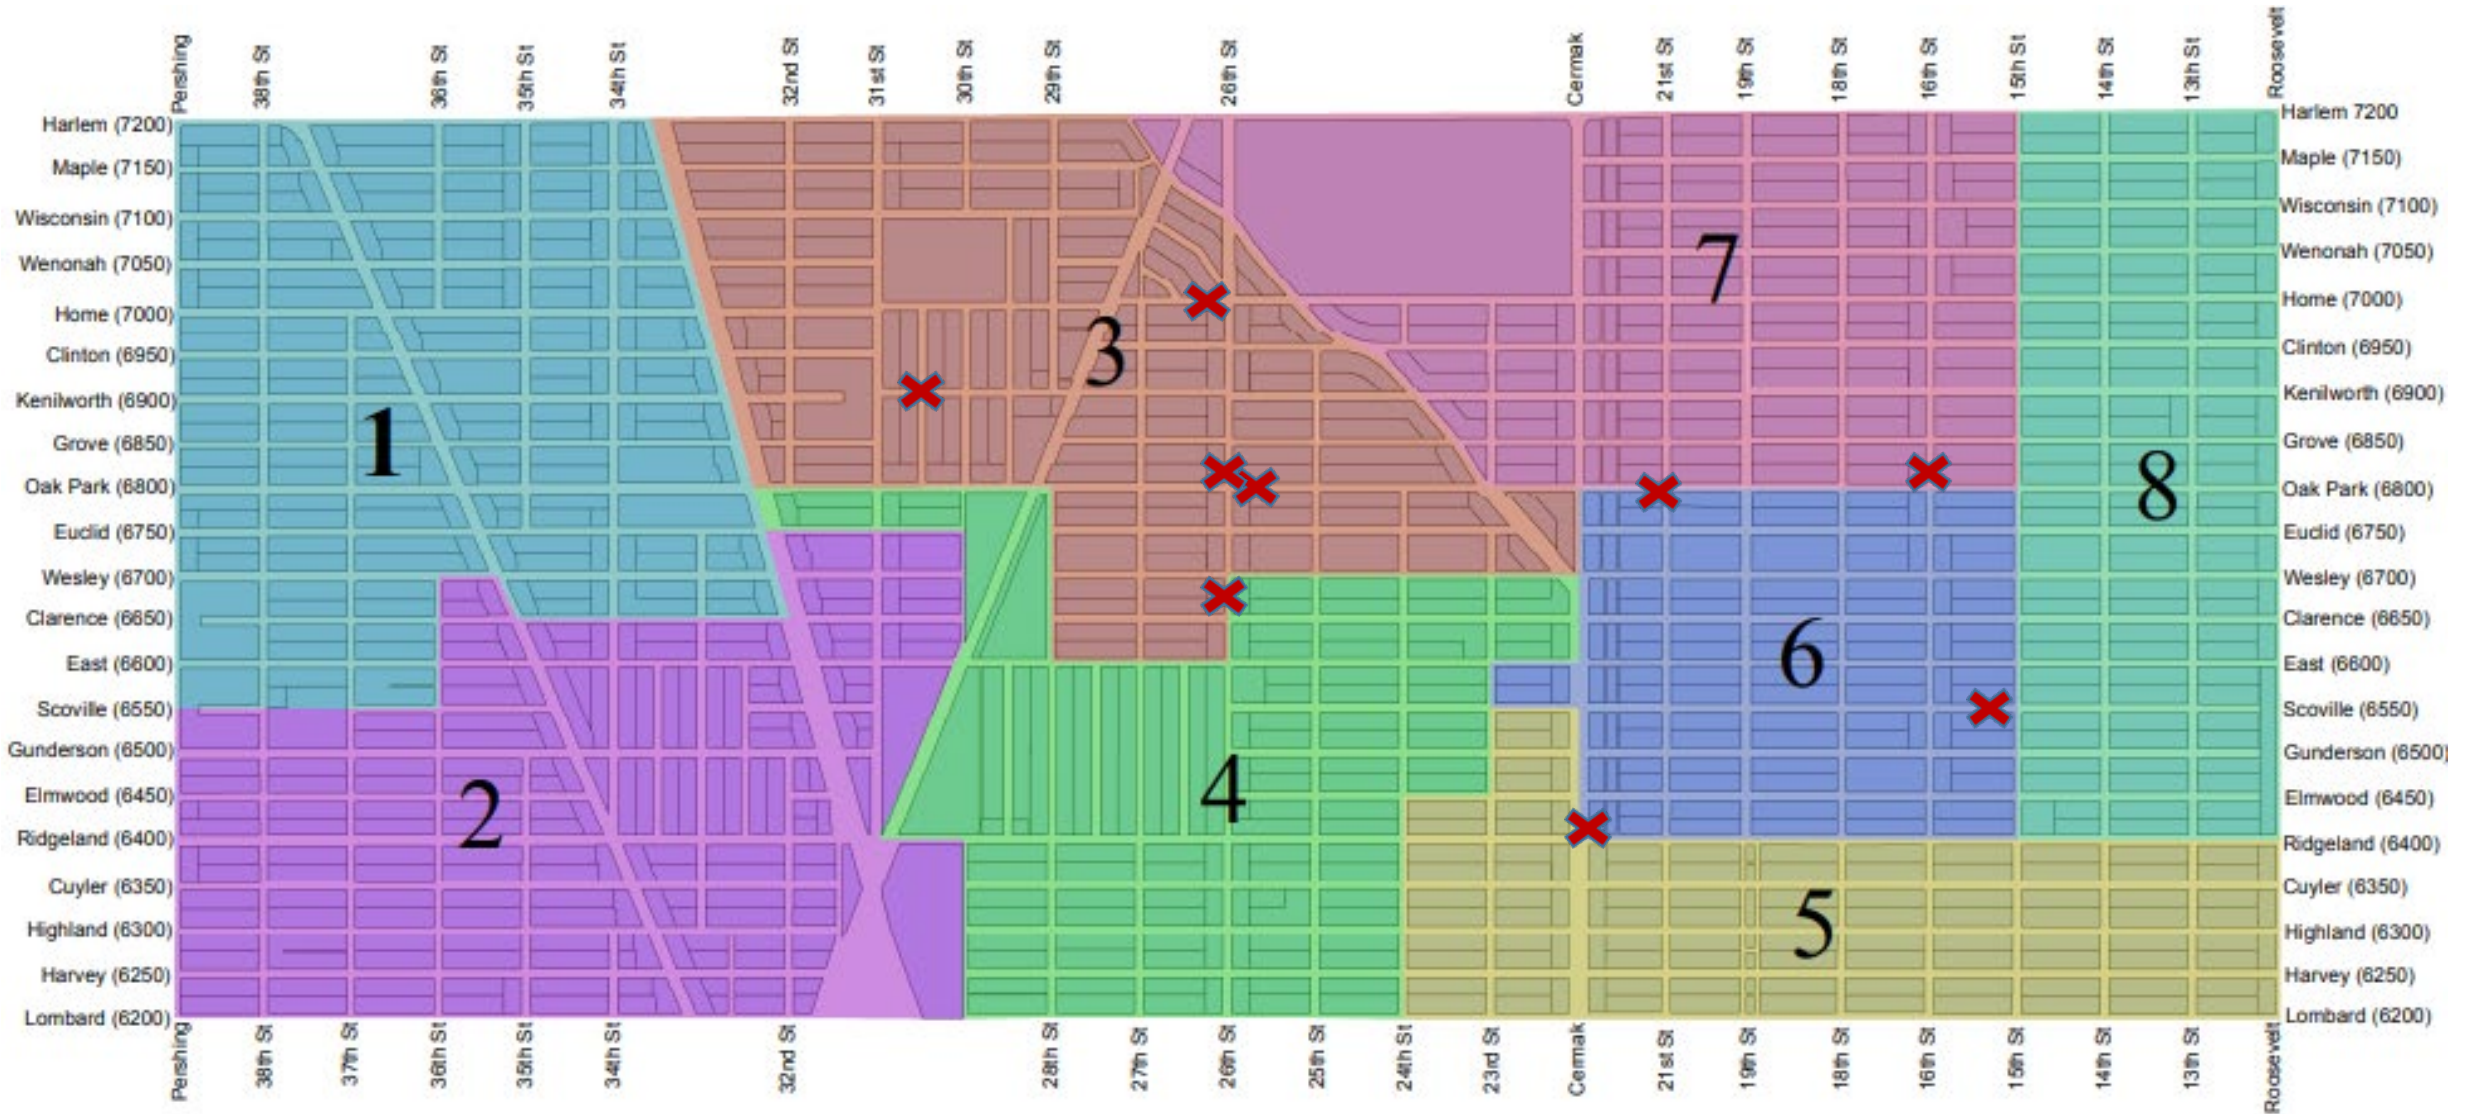 Pershing
38th St
36th St
35th St
34th St
32nd St
31st St
30th St
29th St
26th St
Cermak
21st St
19th St
18th St
16th St
15th St
14th St
13th St
Roosevelt
Harlem (7200)
Maple (7150)
Wisconsin (7100)
Wenonah (7050)
Home (7000)
Clinton (6950)
Kenilworth (6900)
Grove (6850)
Oak Park (6800)
Euclid (6750)
Wesley (6700)
Clarence (6650)
East (6600)
Scoville (6550)
Gunderson (6500)
Elmwood (6450)
Ridgeland (6400)
Cuyler (6350)
Highland (6300)
Harvey (6250)
Lombard (6200)
1
2
3
4
5
6
7
8
Harlem 7200
Maple (7150)
Wisconsin (7100)
Wenonah (7050)
Home (7000)
Clinton (6950)
Kenilworth (6900)
Grove (6850)
Oak Park (6800)
Euclid (6750)
Wesley (6700)
Clarence (6650)
East (6600)
Scoville (6550)
Gunderson (6500)
Elmwood (6450)
Ridgeland (6400)
Cuyler (6350)
Highland (6300)
Harvey (6250)
Lombard (6200)
Pershing
38th St
37th St
36th St
35th St
34th St
32nd St
28th St
27th St
26th St
25th St
24th St
23rd St
Cermak
21st St
19th St
18th St
16th St
15th St
14th St
13th St
Roosevelt